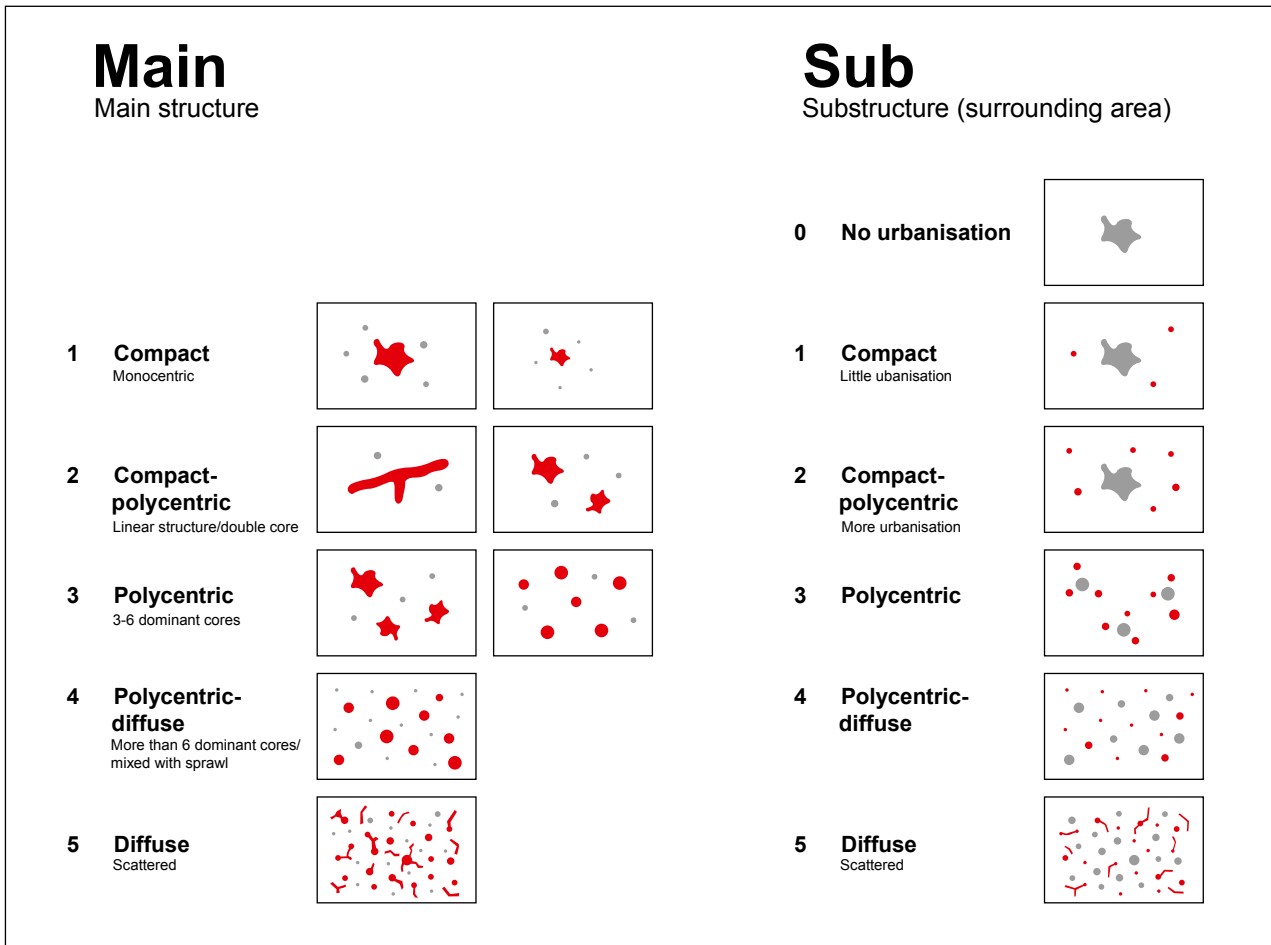 Main
Main structure
1 Compact
Monocentric
2 Compact-
polycentric
Linear structure/double core
3 Polycentric
3-6 dominant cores
4 Polycentric-
diffuse
More than 6 dominant cores/
mixed with sprawl
5 Diffuse
Scattered
Sub
Substructure (surrounding area)
0 No urbanisation
1 Compact
Little ubanisation
2 Compact-
polycentric
More urbanisation
3 Polycentric
4 Polycentric-
diffuse
5 Diffuse
Scattered